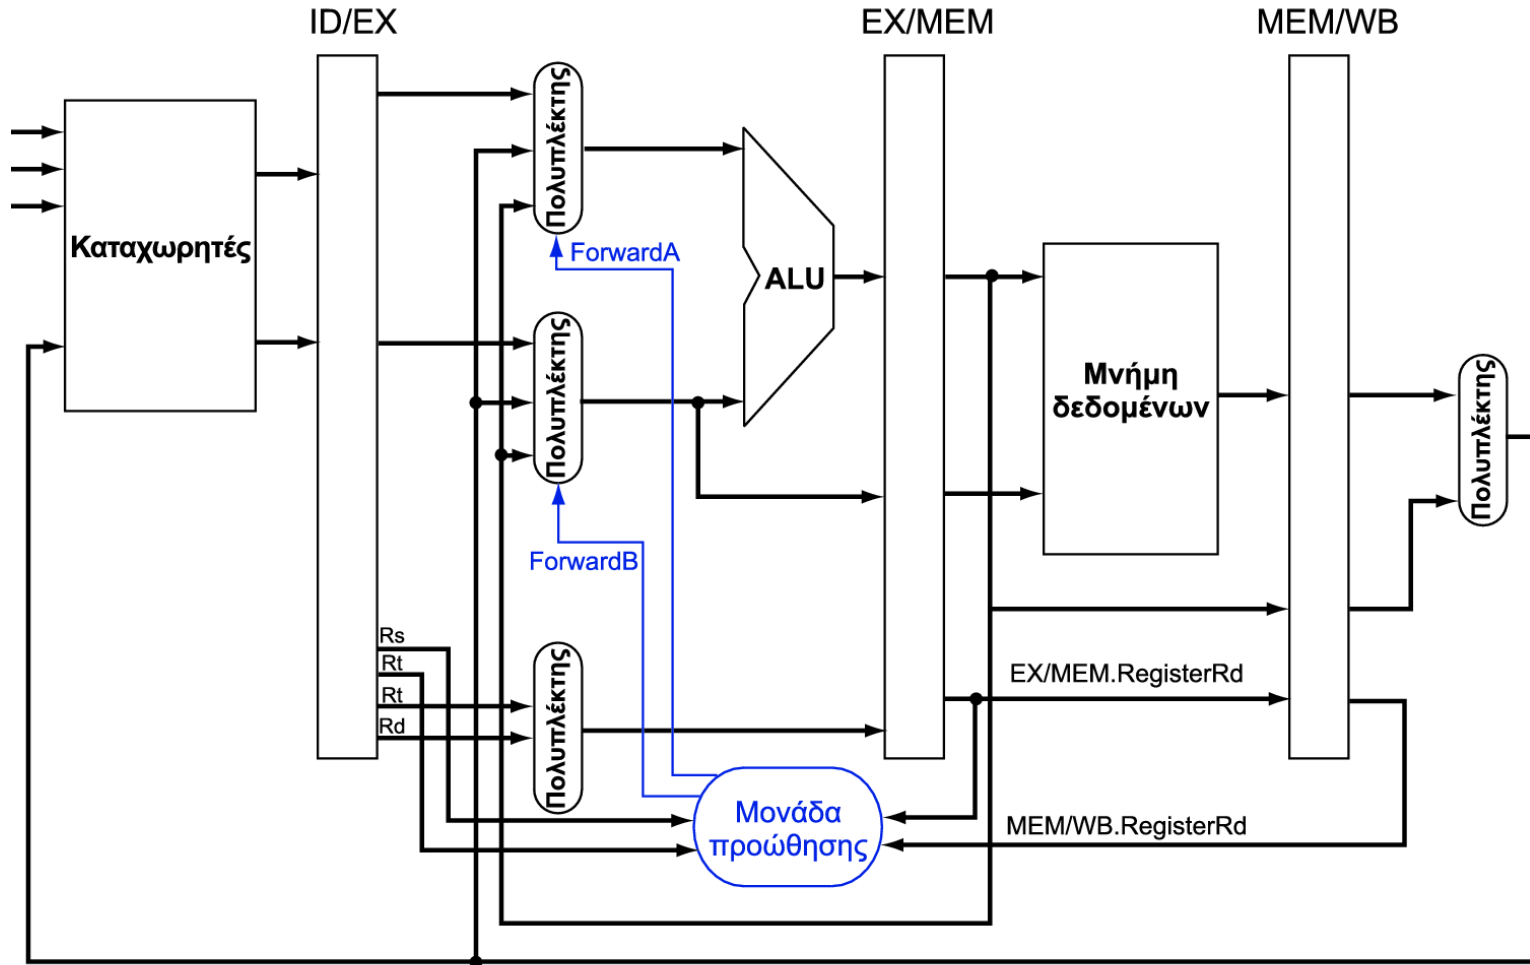 ID/EX
EX/MEM
MEM/WB
Πολυπλέκτης
Καταχωρητές
ForwardA
ALU
Πολυπλέκτης
Μνήμη
δεδομένων
Πολυπλέκτης
ForwardB
Rs
Rt
Rt
Rd
Πολυπλέκτης
EX/MEM.RegisterRd
Μονάδα
προώθησης
MEM/WB.RegisterRd